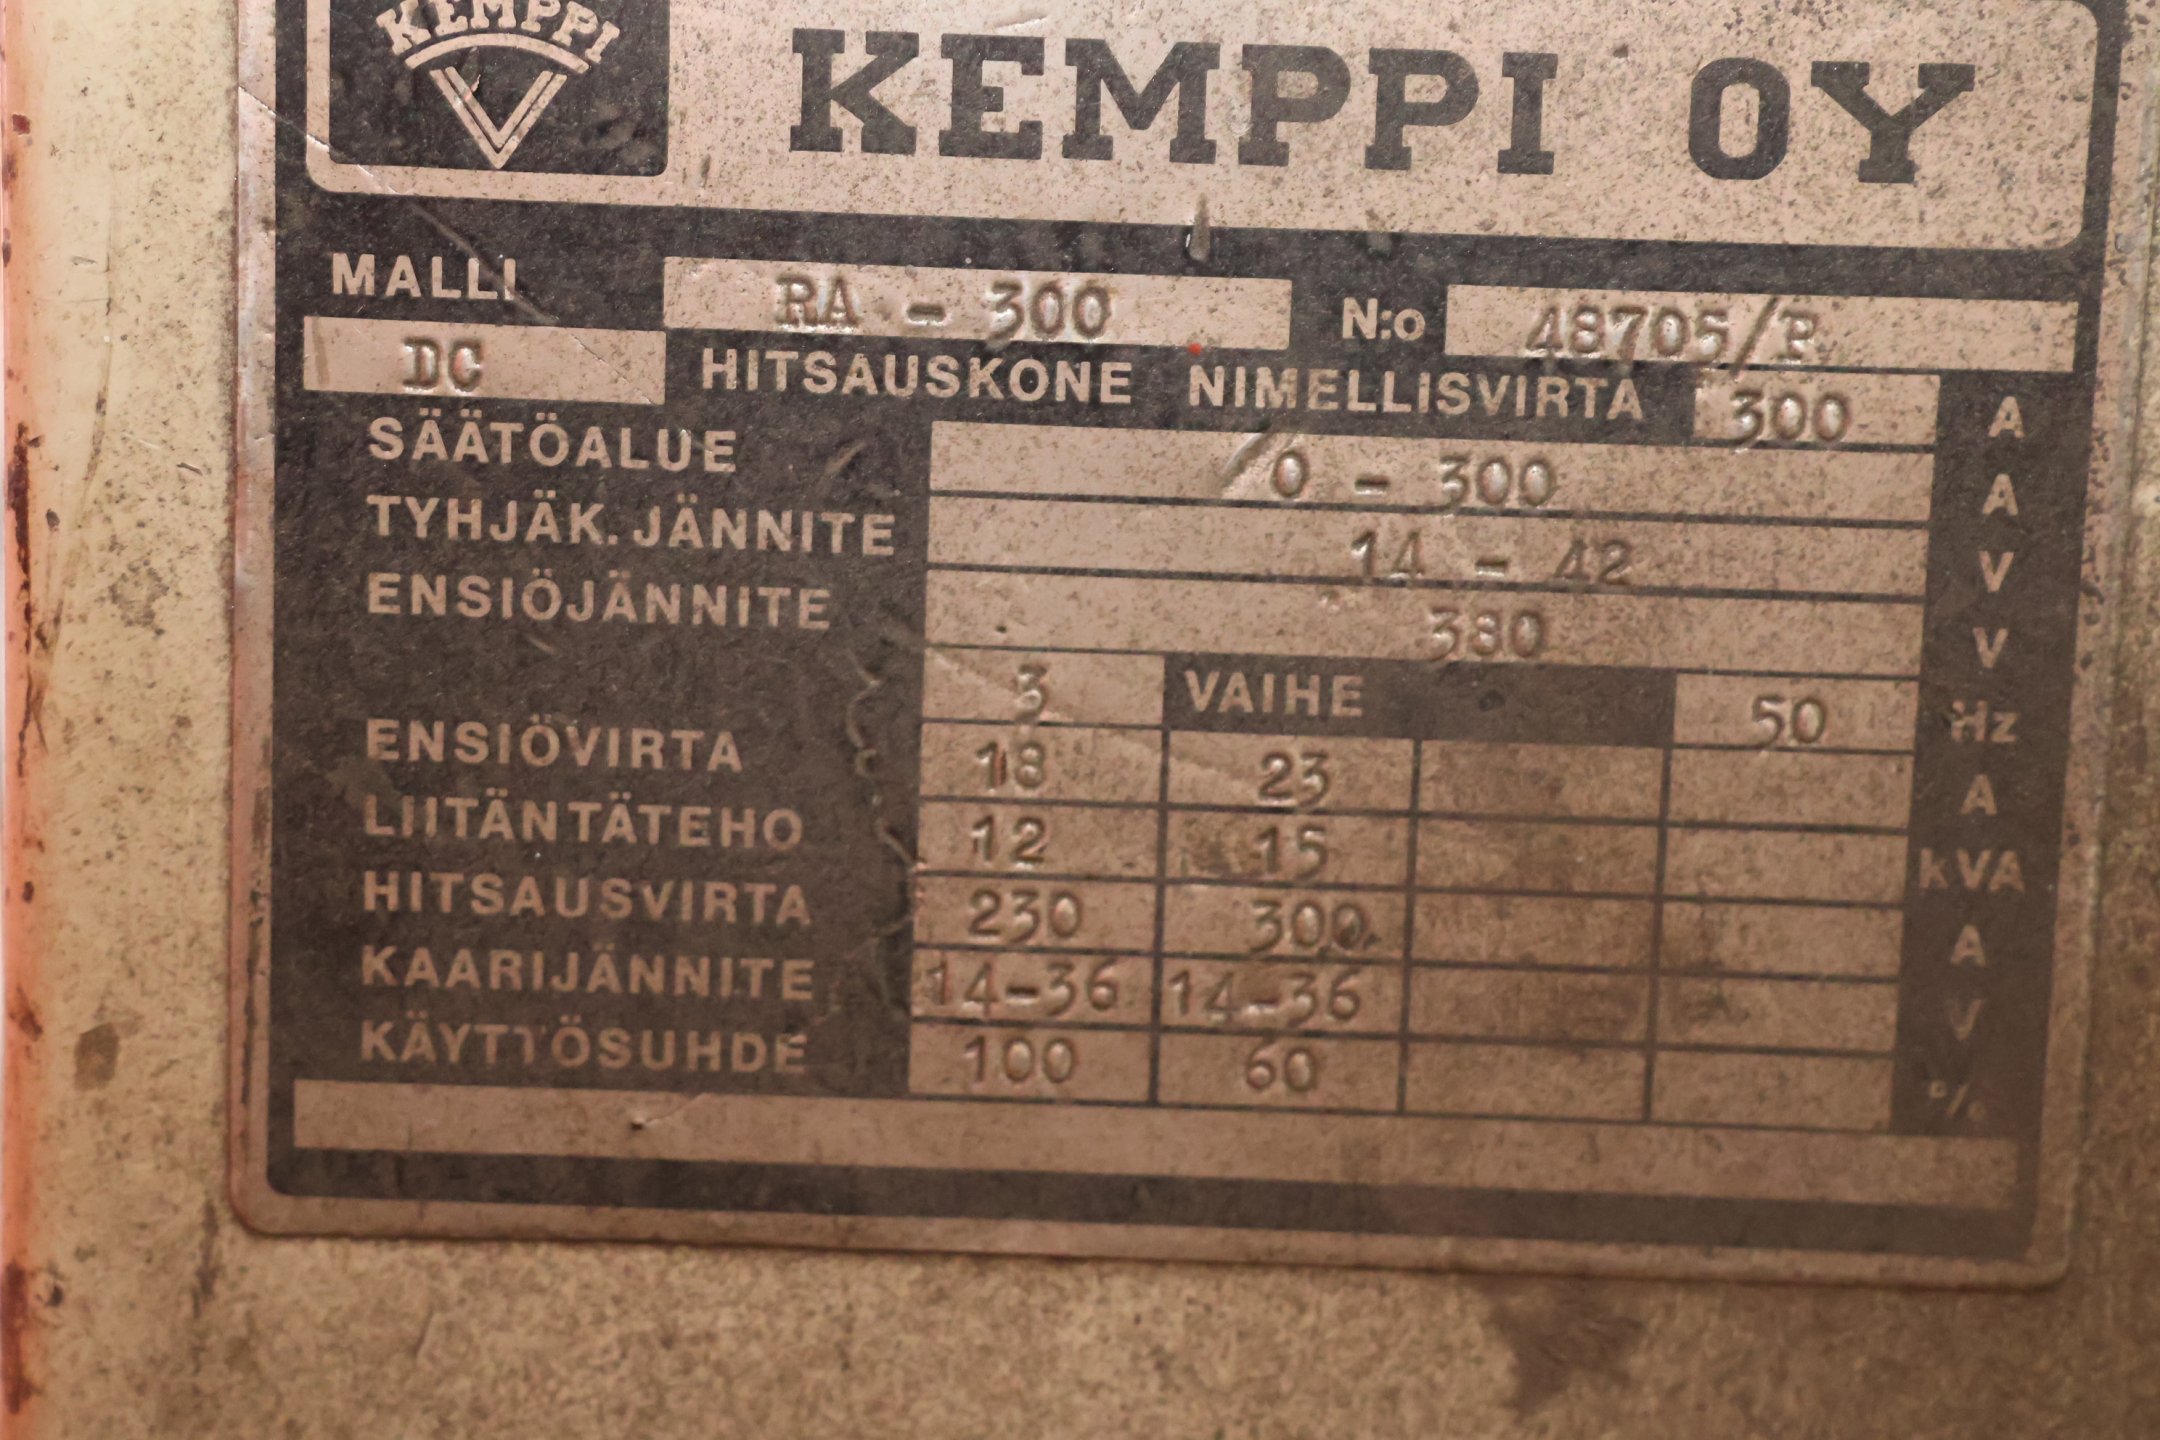 KEMPPI
KEMPPI OY
MALLI RA - 300 N:o 48705/P
DC HITSAUSKONE NIMELLISVIRTA 300 A
SÄÄTÖALUE /0 - 300 A
TYHJÄK. JÄNNITE 14 - 42 V
ENSIÖJÄNNITE 380 V
3 VAIHE 50 Hz
ENSIÖVIRTA 18 23 A
LIITÄNTÄTEHO 12 15 kVA
HITSAUSVIRTA 230 300 A
KAARIJÄNNITE 14-36 14-36 V
KÄYTTÖSUHDE 100 60 %